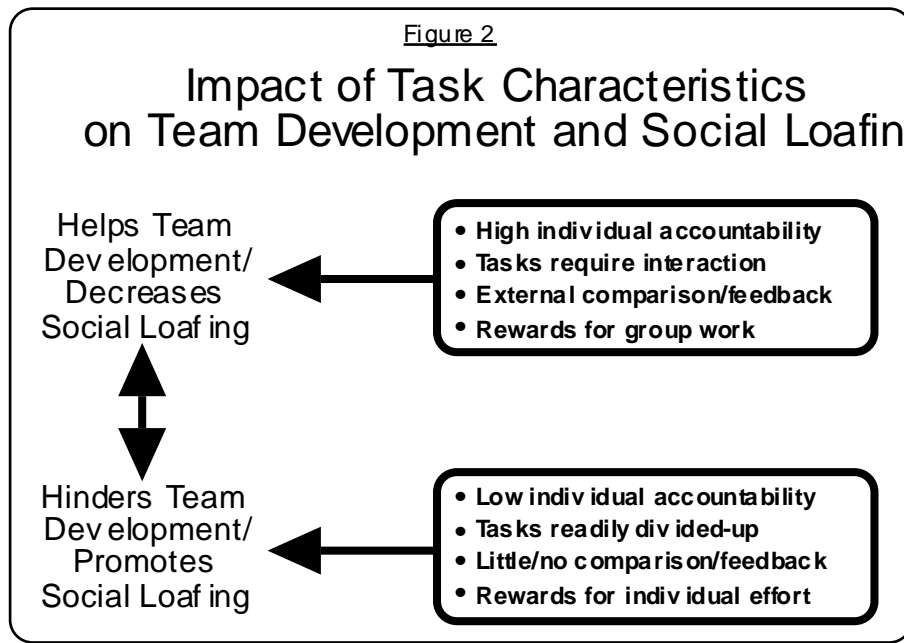 Figure 2
Impact of Task Characteristics
on Team Development and Social Loafin
Helps Team
Development/
Decreases
Social Loafing
• High individual accountability
• Tasks require interaction
• External comparison/feedback
• Rewards for group work
Hinders Team
Development/
Promotes
Social Loafing
• Low individual accountability
• Tasks readily divided-up
• Little/no comparison/feedback
• Rewards for individual effort